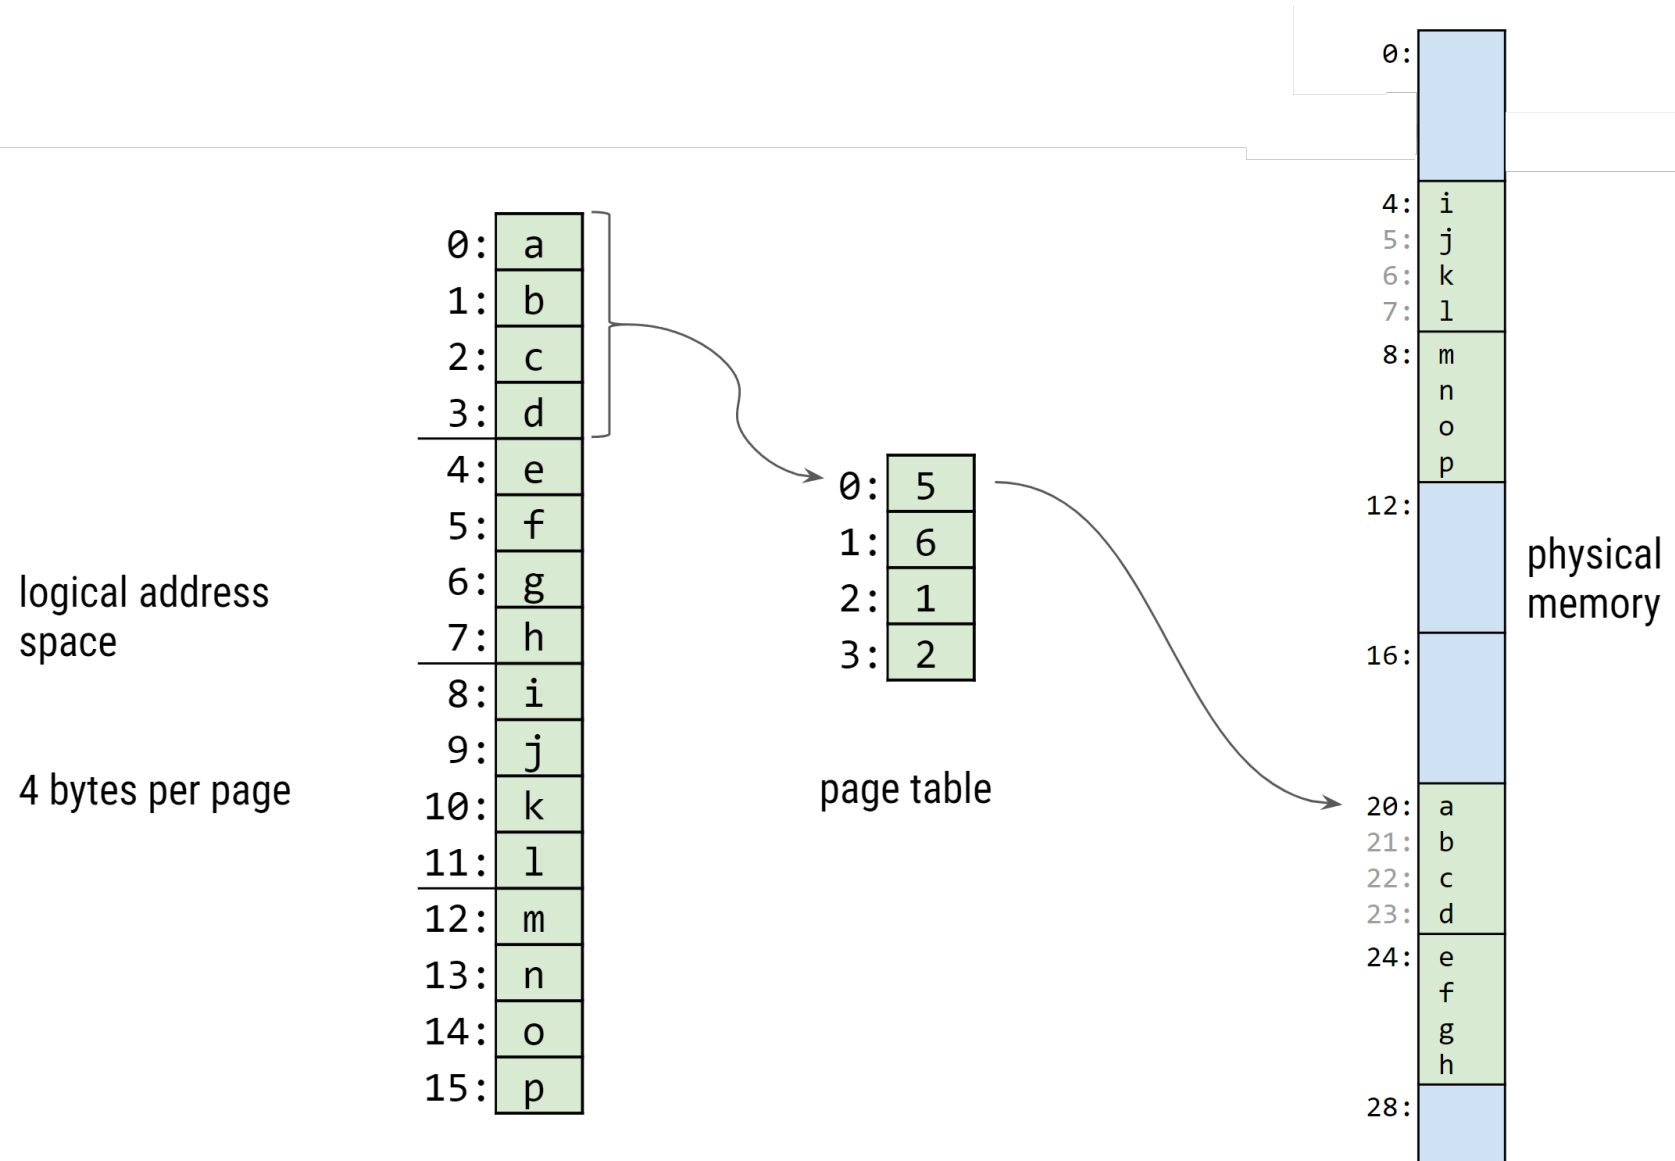 logical address
space
4 bytes per page
0: a
1: b
2: c
3: d
4: e
5: f
6: g
7: h
8: i
9: j
10: k
11: l
12: m
13: n
14: o
15: p
0: 5
1: 6
2: 1
3: 2
page table
0:
4: i
5: j
6: k
7: l
8: m
n
o
p
12:
16:
20: a
21: b
22: c
23: d
24: e
f
g
h
28:
physical
memory